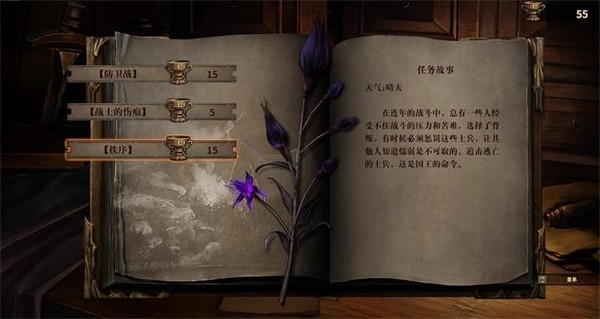 55
【防卫战】 15
【战士的伤痕】 5
【秩序】 15
任务故事
天气:晴天
在连年的战斗中，总有一些人经
受不住战斗的压力和苦难，选择了背
叛。有时候必须惩罚这些士兵，让其
他人知道懦弱是不可取的。追击逃亡
的士兵，这是国王的命令。
菜单